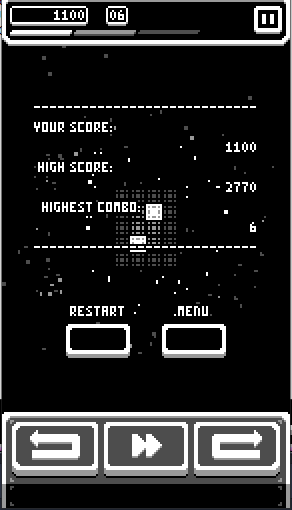 1100 06
YOUR SCORE:
1100
HIGH SCORE:
2770
HIGHEST COMBO:
6
RESTART MENU